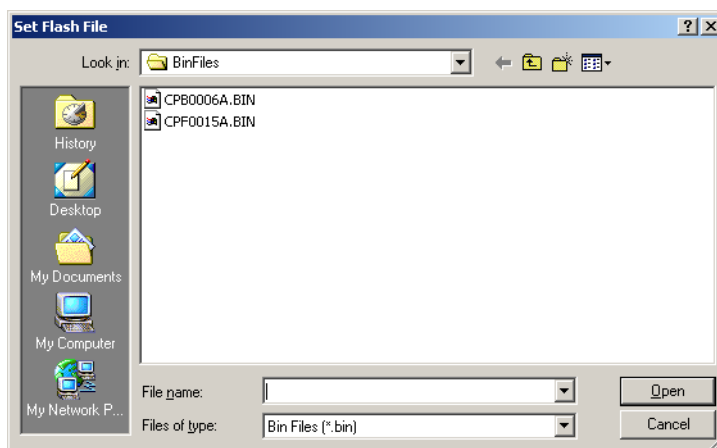 Set Flash File
Look in: BinFiles
History
Desktop
My Documents
My Computer
My Network P...
CPB0006A.BIN
CPF0015A.BIN
File name:
Open
Files of type: Bin Files (*.bin)
Cancel